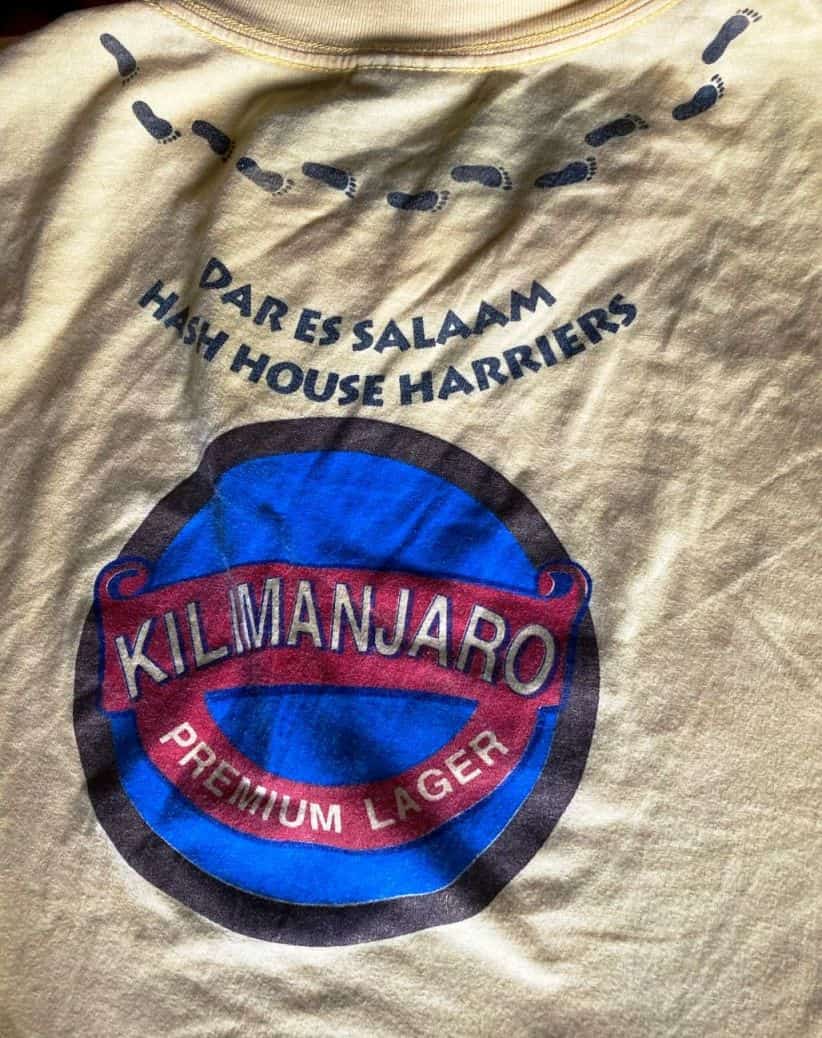 DAR ES SALAAM
HASH HOUSE HARRIERS
KILIMANJARO
PREMIUM LAGER